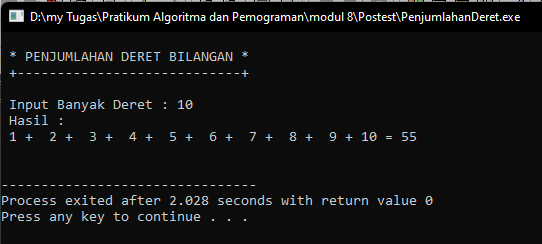 D:\my Tugas\Pratikum Algoritma dan Pemograman\modul 8\Postest\PenjumlahanDeret.exe
* PENJUMLAHAN DERET BILANGAN *
+----------------------------+
Input Banyak Deret : 10
Hasil :
1 +  2 +  3 +  4 +  5 +  6 +  7 +  8 +  9 + 10 = 55
--------------------------------
Process exited after 2.028 seconds with return value 0
Press any key to continue . . .